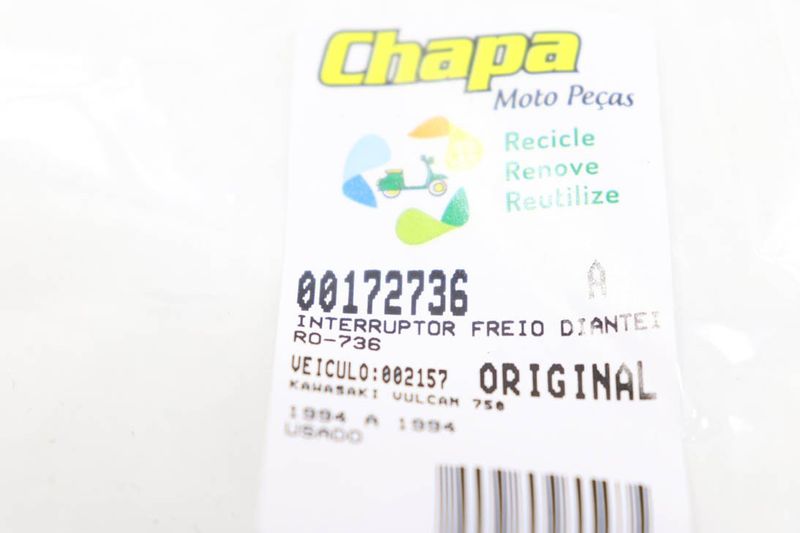 Chapa
Moto Peças
Recicle
Renove
Reutilize
00172736 A
INTERRUPTOR FREIO DIANTEI
RO-736
VEICULO:002157 ORIGINAL
KAWASAKI VULCAM 750
1994 A 1994
USADO